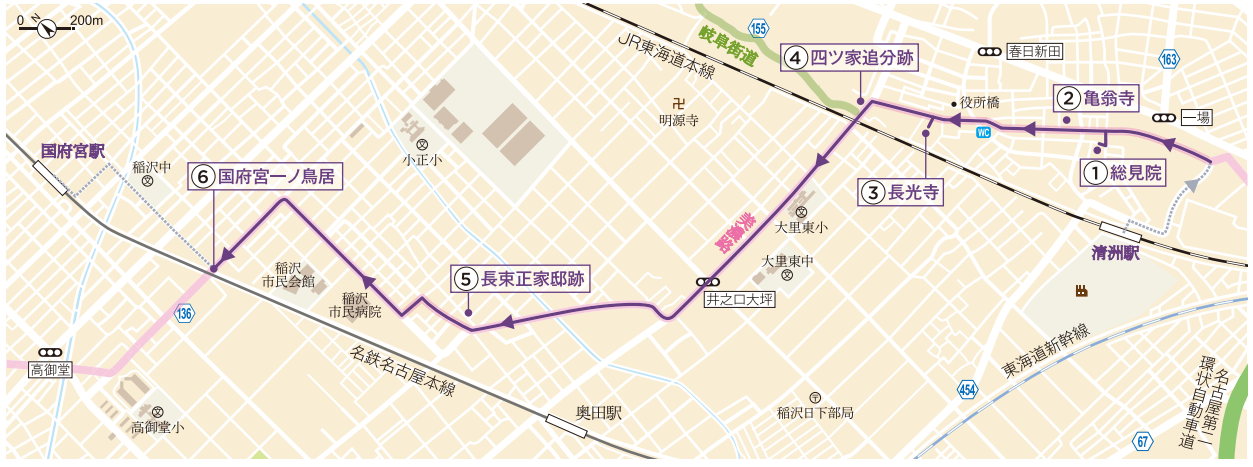 0 N 200m
155
岐阜街道
JR東海道本線
④四ツ家追分跡
春日新田
163
役所橋
②亀翁寺
一場
WC
明源寺
国府宮駅
稲沢中
小正小
⑥国府宮一ノ鳥居
③長光寺
①総見院
美濃路
大里東小
清洲駅
大里東中
稲沢
市民会館
⑤長束正家邸跡
井之口大坪
稲沢
市民病院
136
高御堂
名鉄名古屋本線
東海道新幹線
名古屋第二
環状自動車道
454
奥田駅
稲沢日下部局
高御堂小
67